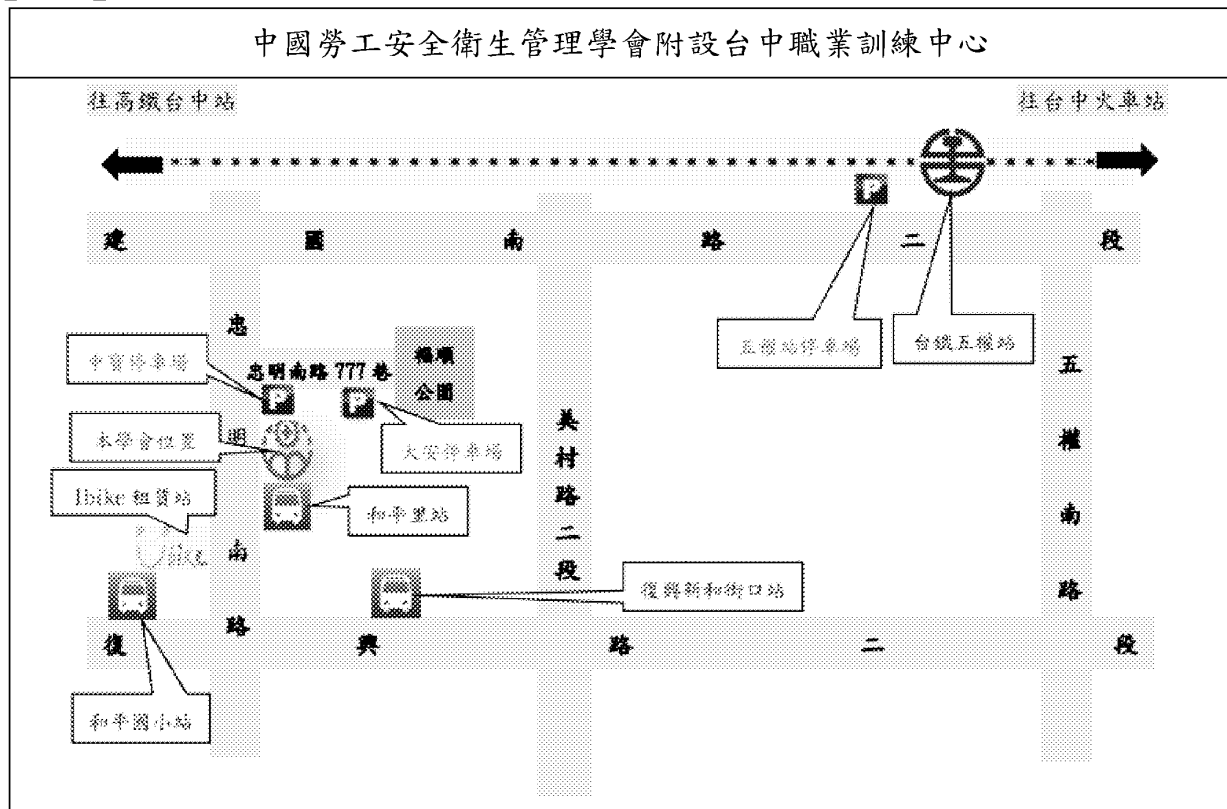 中國勞工安全衛生管理學會附設台中職業訓練中心
往高鐵台中站
往台中火車站
P
建國南路二段
五權站停車場
台鐵五權站
忠明南路
中賓停車場
忠明南路 777 巷
福順
公園
P
P
本學會位置
大安停車場
Ibike 租賃站
和平里站
美村路二段
五權南路
復興新和街口站
復興路二段
和平國小站